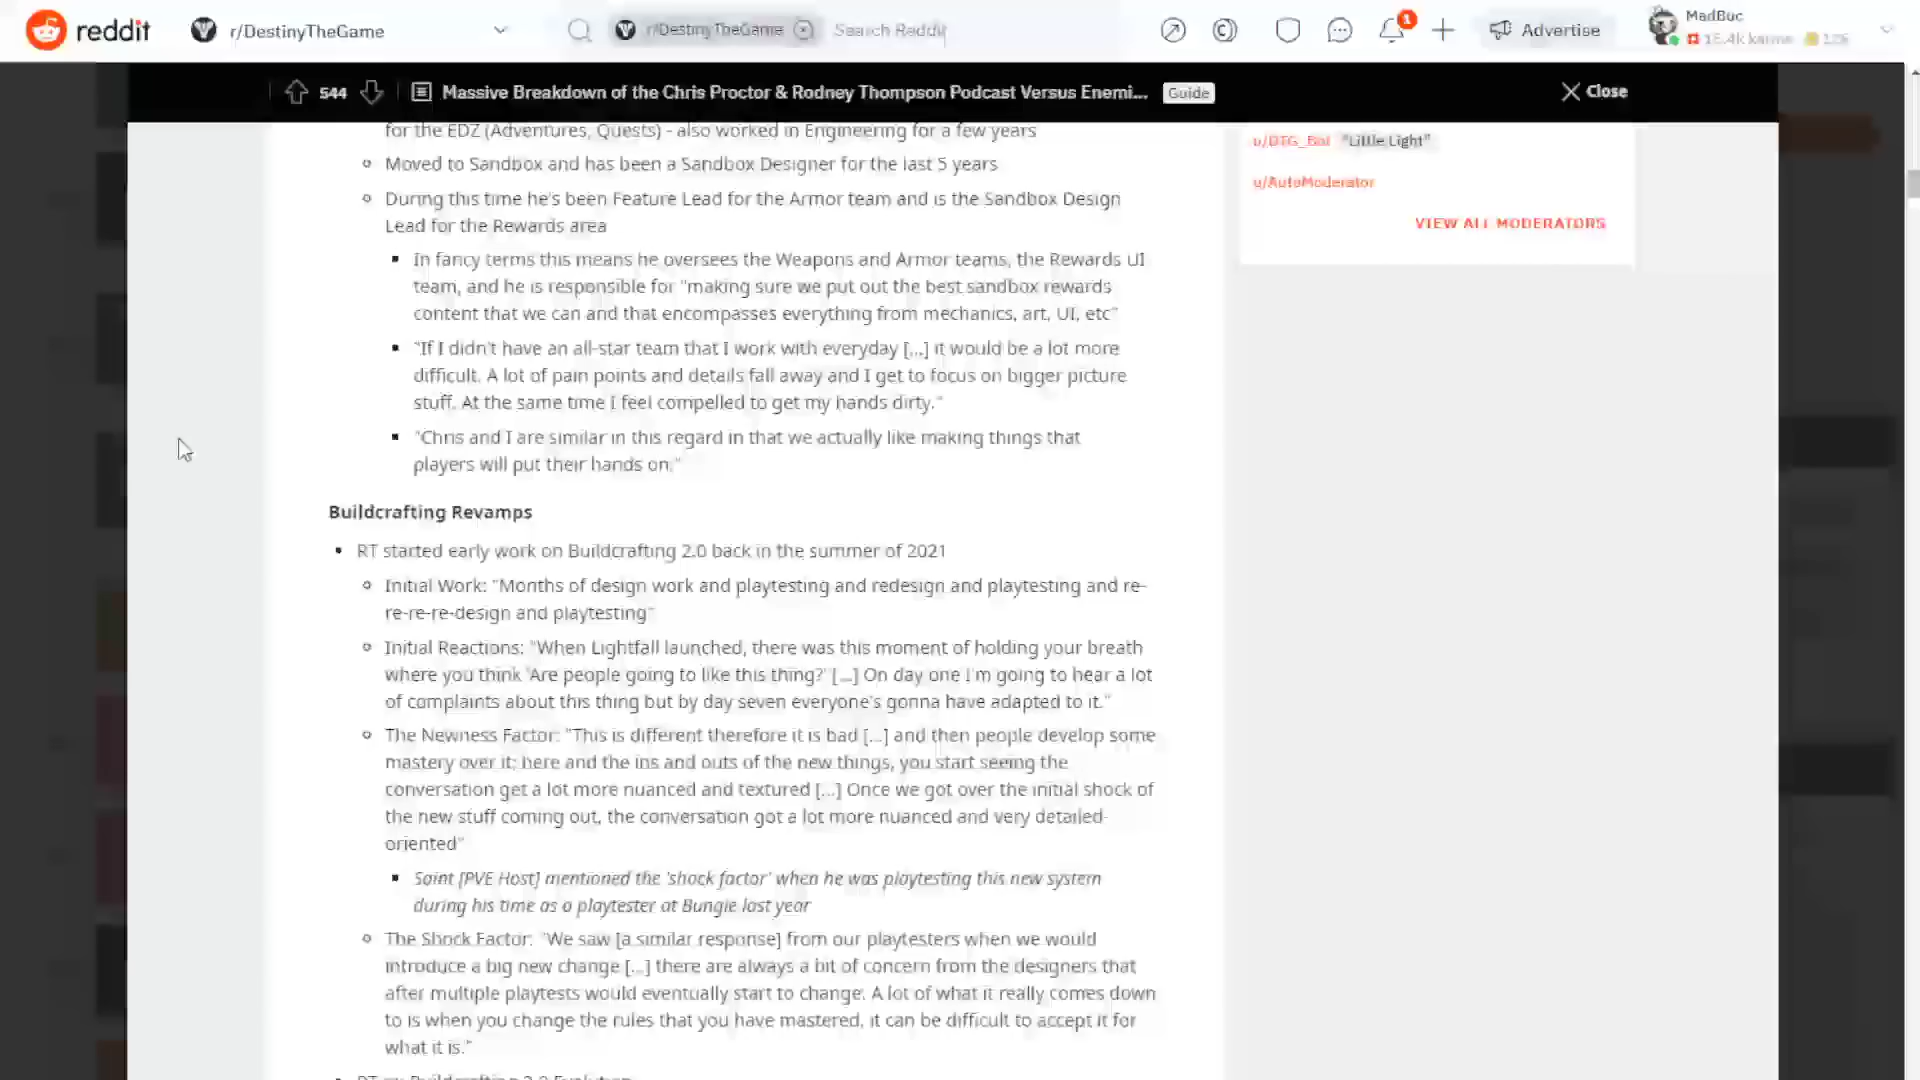 reddit
r/DestinyTheGame
r/DestinyTheGame
Search Reddit
1
Advertise
MadBuc
544
Massive Breakdown of the Chris Proctor & Rodney Thompson Podcast Versus Enemi...
Guide
Close
for the EDZ (Adventures, Quests) - also worked in Engineering for a few years
Moved to Sandbox and has been a Sandbox Designer for the last 5 years
During this time he's been Feature Lead for the Armor team and is the Sandbox Design
Lead for the Rewards area
In fancy terms this means he oversees the Weapons and Armor teams, the Rewards UI
team, and he is responsible for "making sure we put out the best sandbox rewards
content that we can and that encompasses everything from mechanics, art, UI, etc"
"If I didn't have an all-star team that I work with everyday [...] it would be a lot more
difficult. A lot of pain points and details fall away and I get to focus on bigger picture
stuff. At the same time I feel compelled to get my hands dirty."
"Chris and I are similar in this regard in that we actually like making things that
players will put their hands on."
Buildcrafting Revamps
RT started early work on Buildcrafting 2.0 back in the summer of 2021
Initial Work: "Months of design work and playtesting and redesign and playtesting and re-
re-re-re-design and playtesting"
Initial Reactions: "When Lightfall launched, there was this moment of holding your breath
where you think 'Are people going to like this thing?' [...] On day one I'm going to hear a lot
of complaints about this thing but by day seven everyone's gonna have adapted to it."
The Newness Factor: "This is different therefore it is bad [...] and then people develop some
mastery over it; here and the ins and outs of the new things, you start seeing the
conversation get a lot more nuanced and textured [...] Once we got over the initial shock of
the new stuff coming out, the conversation got a lot more nuanced and very detailed-
oriented"
Saint [PVE Host] mentioned the 'shock factor' when he was playtesting this new system
during his time as a playtester at Bungie last year
The Shock Factor: "We saw [a similar response] from our playtesters when we would
introduce a big new change [...] there are always a bit of concern from the designers that
after multiple playtests would eventually start to change. A lot of what it really comes down
to is when you change the rules that you have mastered, it can be difficult to accept it for
what it is."
u/DTG_Bot "Little Light"
u/AutoModerator
VIEW ALL MODERATORS